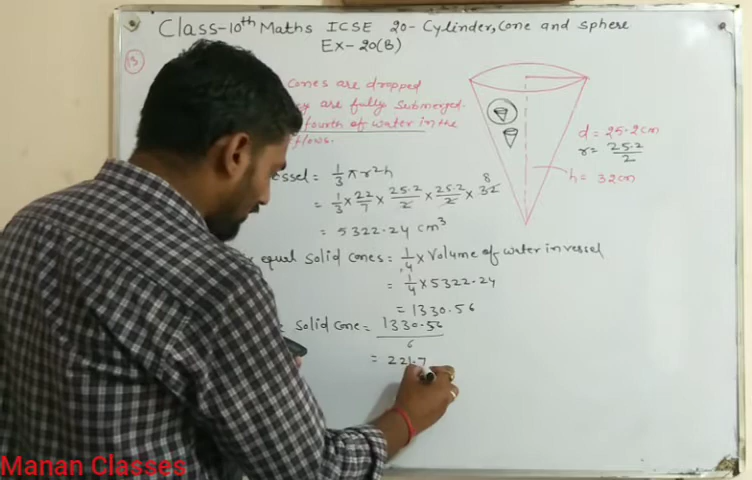 Class-10th Maths ICSE 20- Cylinder, Cone and sphere
Ex- 20(B)
13
Cones are dropped
are fully submerged.
fourth of water in the
flows.
d = 25.2 cm
r = 25.2/2
h = 32 cm
= 1/3 π r²h
= 1/3 × 22/7 × 25.2/2 × 25.2/2 × 32 8
= 5322.24 cm³
equal solid cones = 1/4 × Volume of water in vessel
= 1/4 × 5322.24
= 1330.56
solid cone = 1330.56/6
= 221.7
Manan Classes